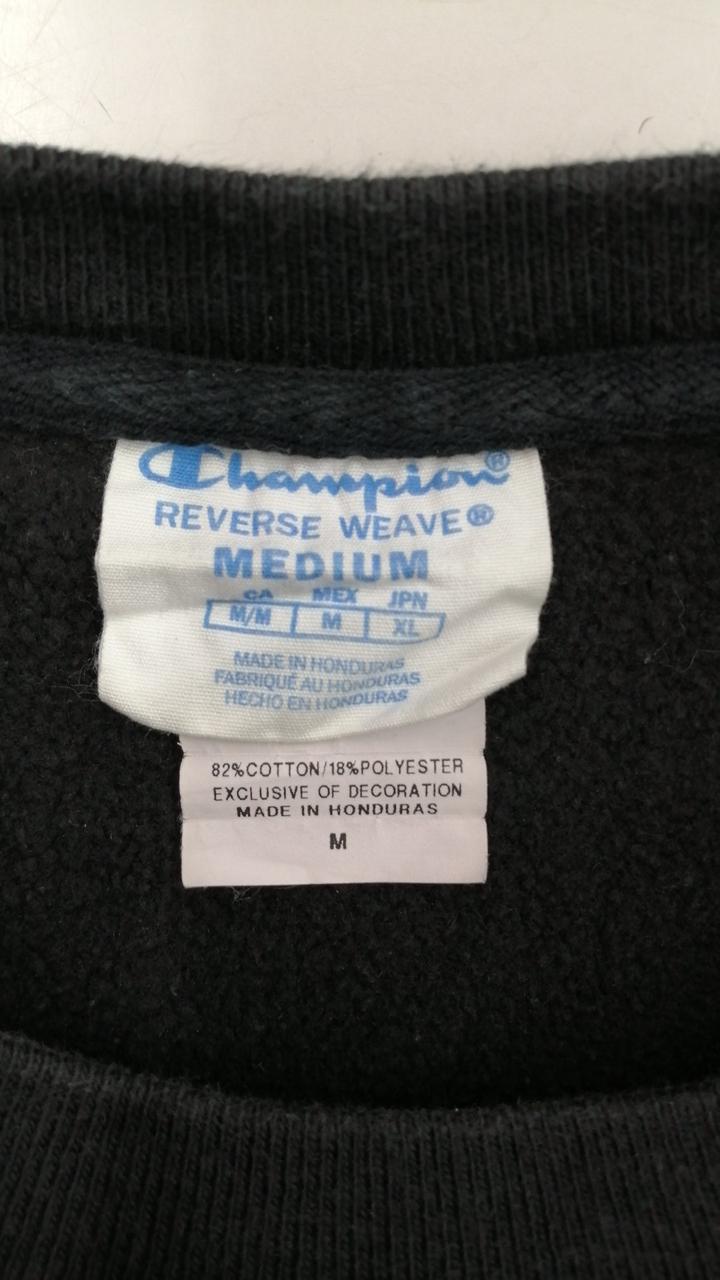 Champion®
REVERSE WEAVE®
MEDIUM
CA MEX JPN
M/M M XL
MADE IN HONDURAS
FABRIQUÉ AU HONDURAS
HECHO EN HONDURAS
82%COTTON/18%POLYESTER
EXCLUSIVE OF DECORATION
MADE IN HONDURAS
M